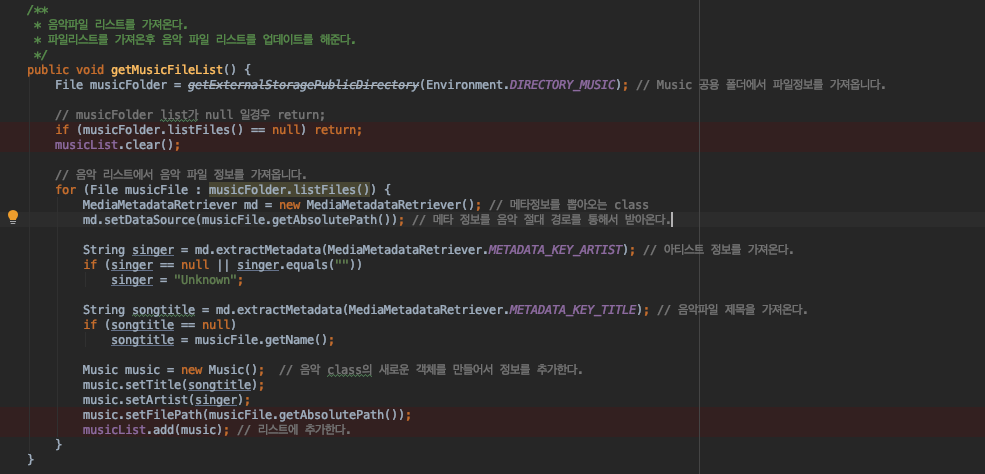 /**
 * 음악파일 리스트를 가져온다.
 * 파일리스트를 가져온후 음악 파일 리스트를 업데이트를 해준다.
 */
public void getMusicFileList() {
    File musicFolder = getExternalStoragePublicDirectory(Environment.DIRECTORY_MUSIC); // Music 공용 폴더에서 파일정보를 가져옵니다.
    // musicFolder list가 null 일경우 return;
    if (musicFolder.listFiles() == null) return;
    musicList.clear();
    // 음악 리스트에서 음악 파일 정보를 가져옵니다.
    for (File musicFile : musicFolder.listFiles()) {
        MediaMetadataRetriever md = new MediaMetadataRetriever(); // 메타정보를 뽑아오는 class
        md.setDataSource(musicFile.getAbsolutePath()); // 메타 정보를 음악 절대 경로를 통해서 받아온다.
        String singer = md.extractMetadata(MediaMetadataRetriever.METADATA_KEY_ARTIST); // 아티스트 정보를 가져온다.
        if (singer == null || singer.equals(""))
            singer = "Unknown";
        String songtitle = md.extractMetadata(MediaMetadataRetriever.METADATA_KEY_TITLE); // 음악파일 제목을 가져온다.
        if (songtitle == null)
            songtitle = musicFile.getName();
        Music music = new Music();  // 음악 class의 새로운 객체를 만들어서 정보를 추가한다.
        music.setTitle(songtitle);
        music.setArtist(singer);
        music.setFilePath(musicFile.getAbsolutePath());
        musicList.add(music); // 리스트에 추가한다.
    }
}